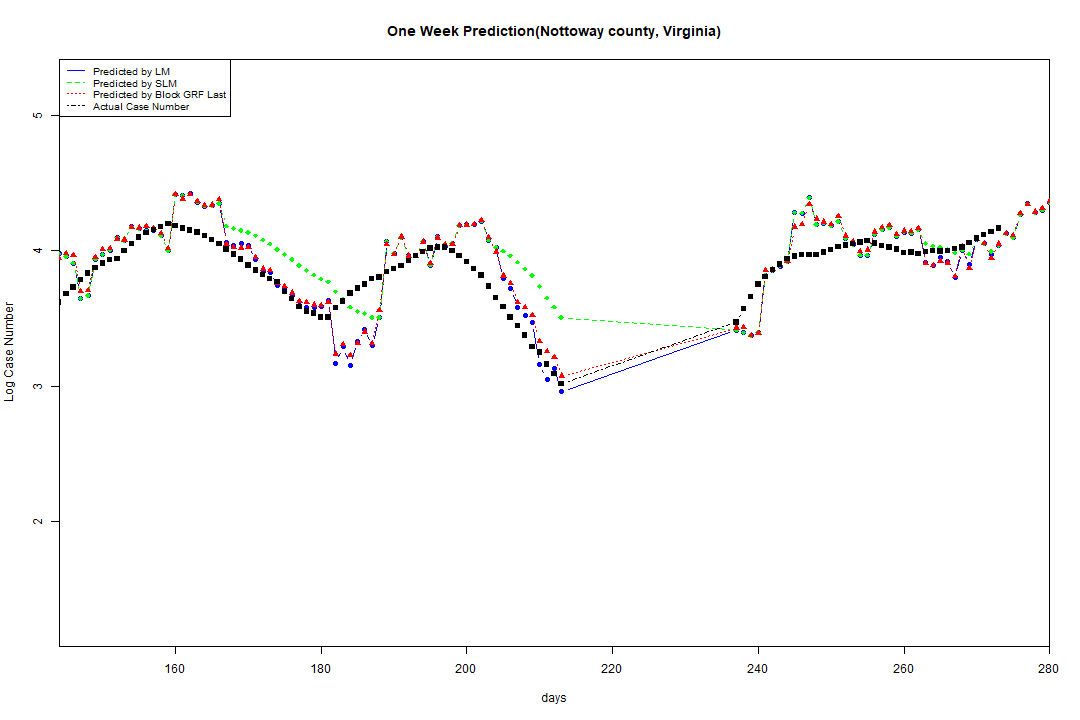 One Week Prediction(Nottoway county, Virginia)
Predicted by LM
Predicted by SLM
Predicted by Block GRF Last
Actual Case Number
5
4
3
2
Log Case Number
160 180 200 220 240 260 280
days